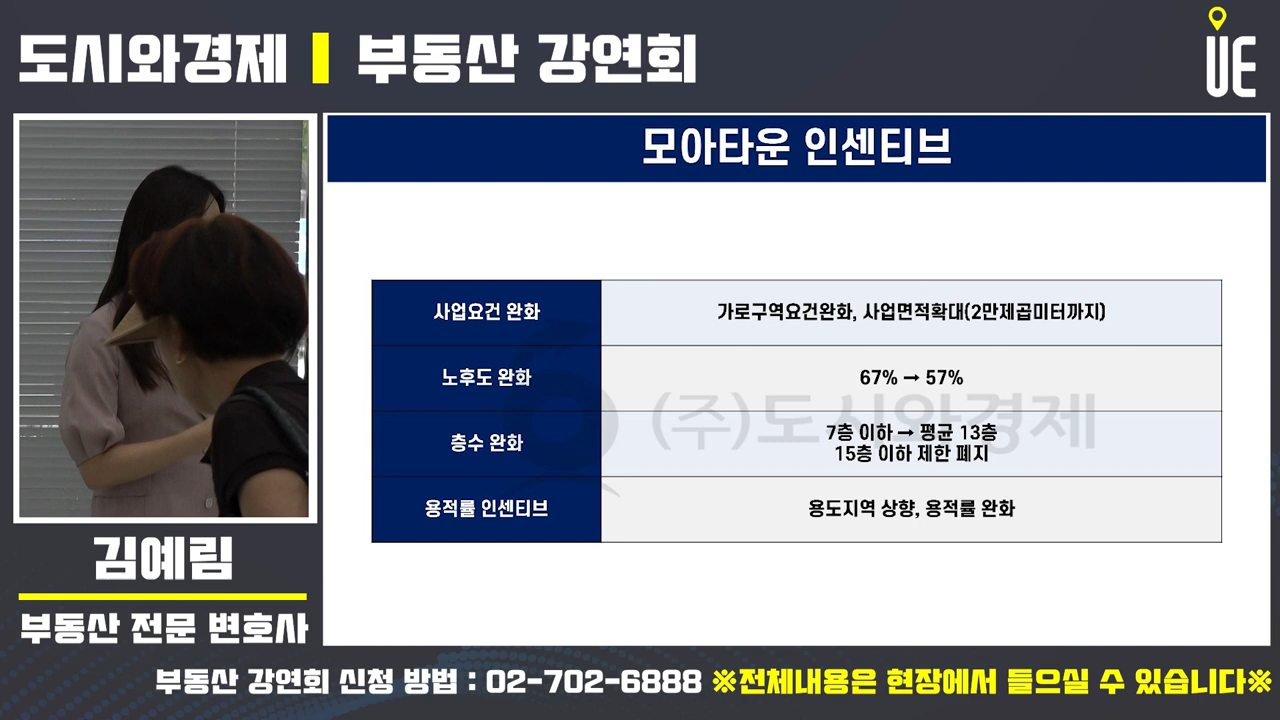 도시와경제 부동산 강연회
UE
모아타운 인센티브
사업요건 완화
가로구역요건완화, 사업면적확대(2만제곱미터까지)
노후도 완화
67% → 57%
층수 완화
7층 이하 → 평균 13층
15층 이하 제한 폐지
용적률 인센티브
용도지역 상향, 용적률 완화
(주)도시와경제
김예림
부동산 전문 변호사
부동산 강연회 신청 방법 : 02-702-6888 ※전체내용은 현장에서 들으실 수 있습니다※